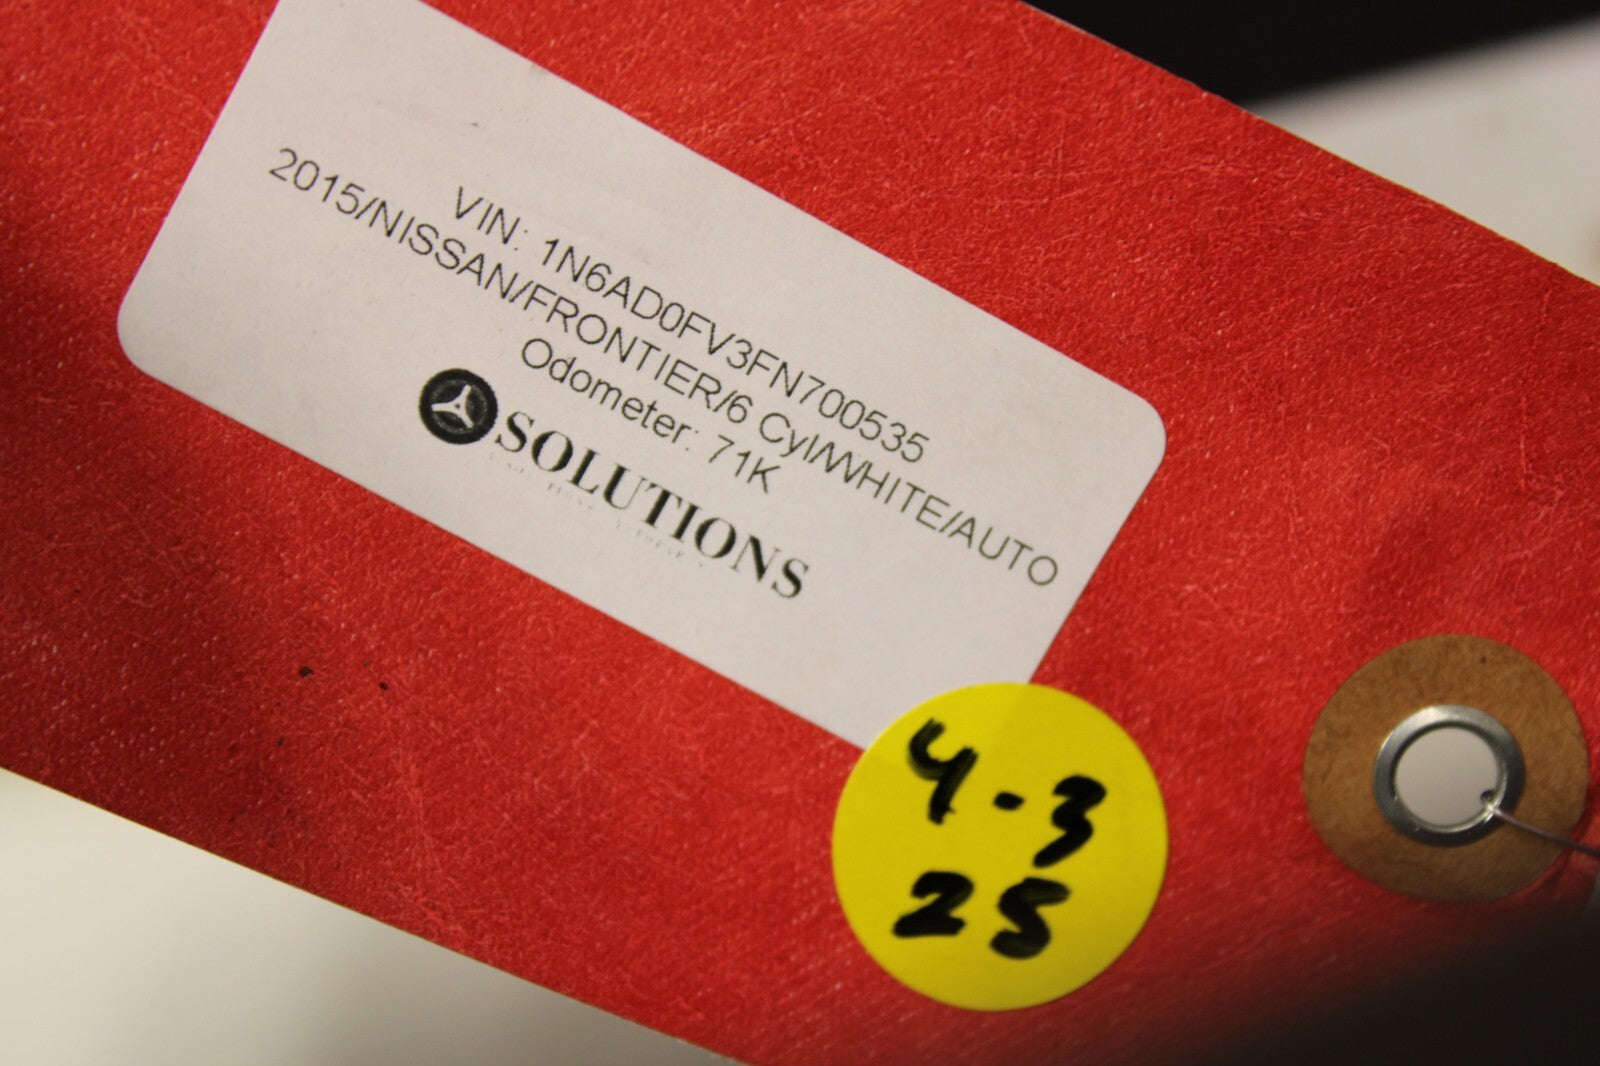 VIN: 1N6AD0FV3FN700535
2015/NISSAN/FRONTIER/6 Cyl/WHITE/AUTO
Odometer: 71K
SOLUTIONS
4-3
25